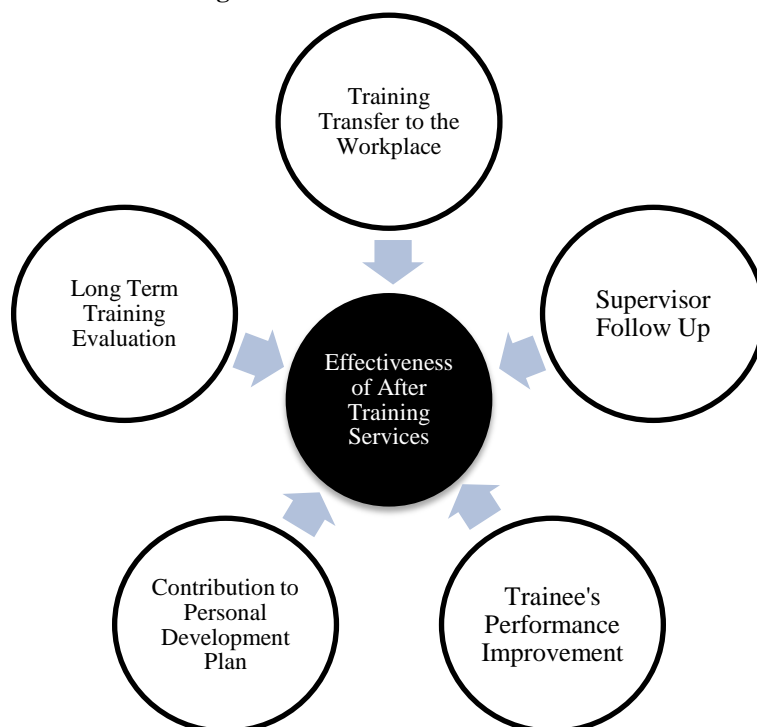 Training
Transfer to the
Workplace
Long Term
Training
Evaluation
Supervisor
Follow Up
Effectiveness
of After
Training
Services
Contribution to
Personal
Development
Plan
Trainee's
Performance
Improvement